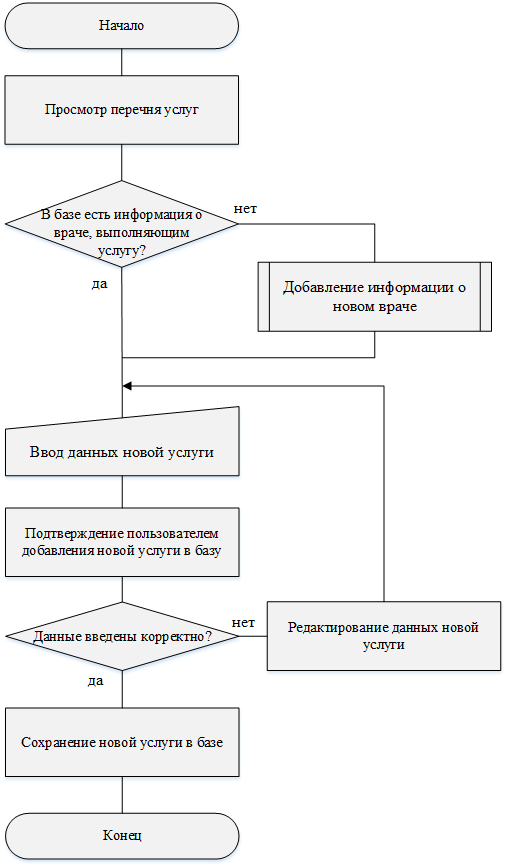 Начало
Просмотр перечня услуг
В базе есть информация о
враче, выполняющим
услугу?
нет
да
Добавление информации о
новом враче
Ввод данных новой услуги
Подтверждение пользователем
добавления новой услуги в базу
Данные введены корректно?
нет
Редактирование данных новой
услуги
да
Сохранение новой услуги в базе
Конец